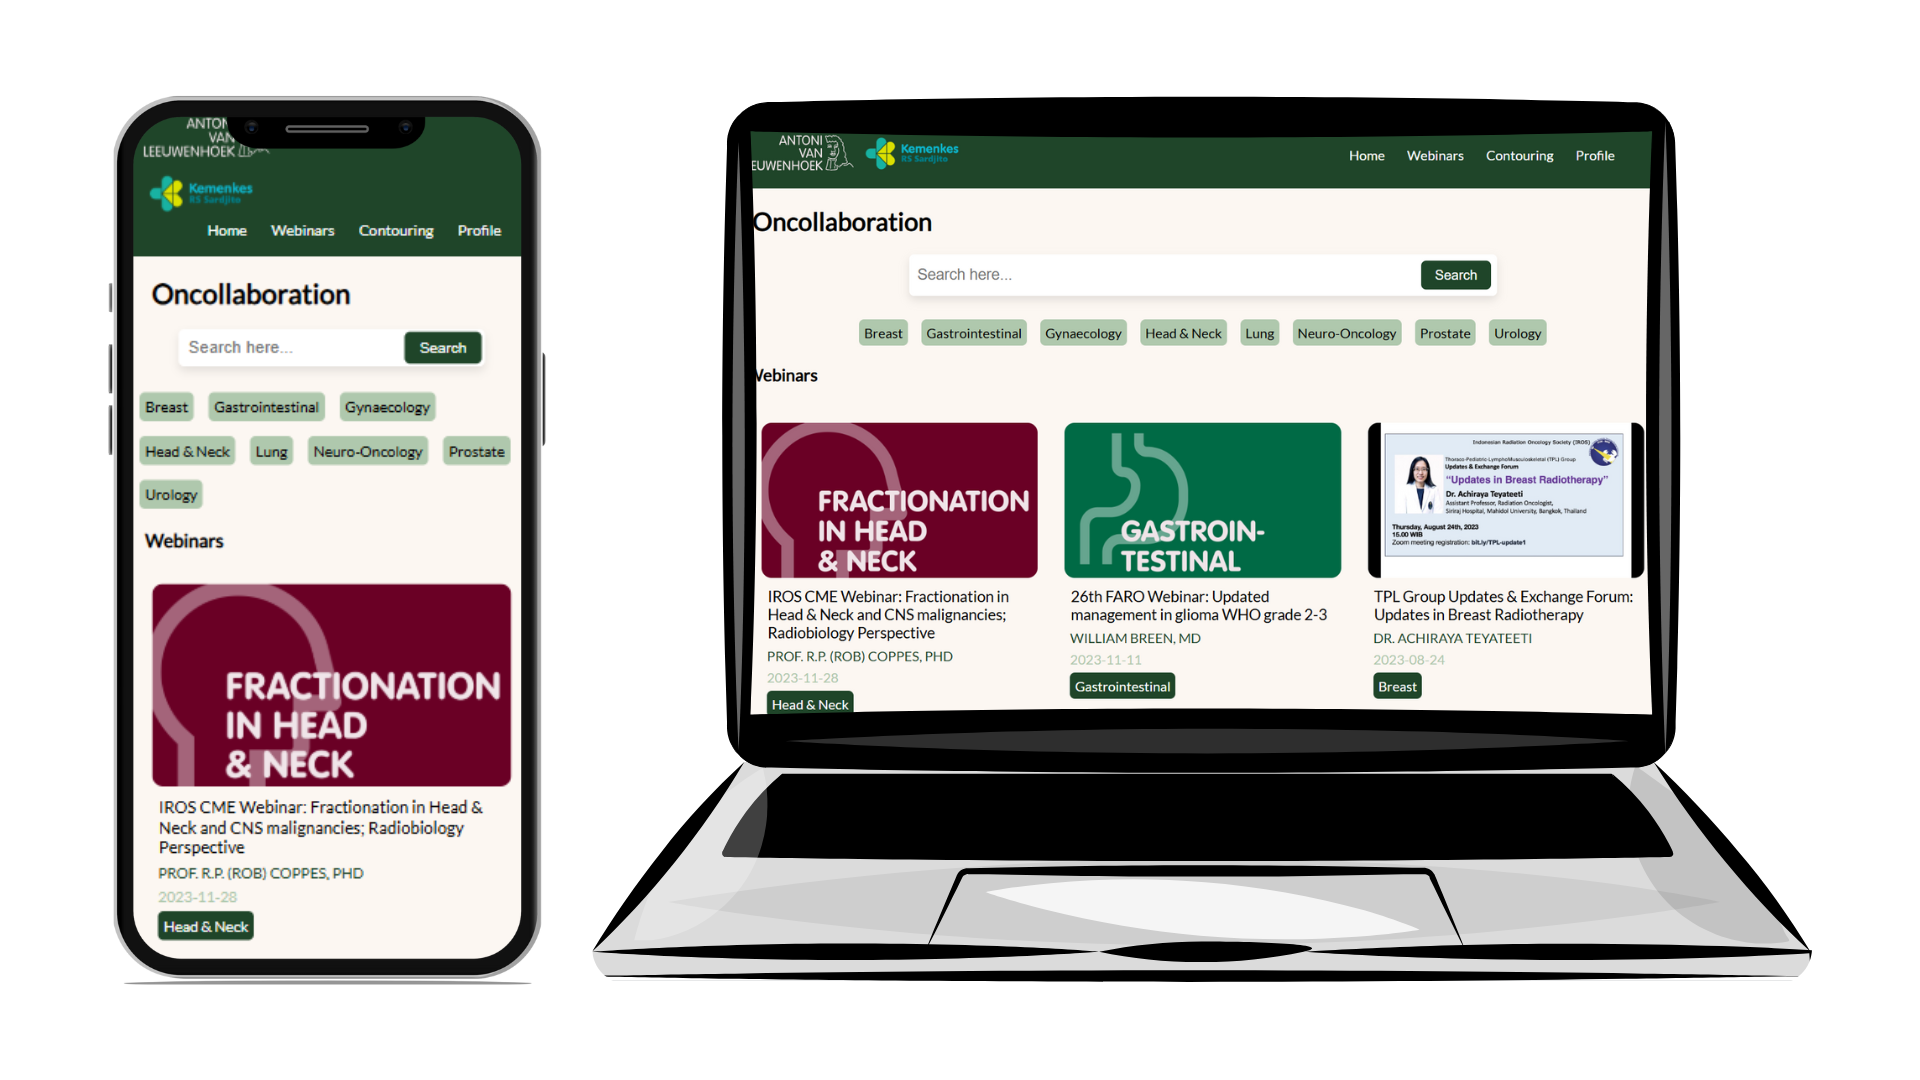 ANTONI
VAN
LEEUWENHOEK
Kemenkes
RS Sardjito
Home Webinars Contouring Profile
Oncollaboration
Search here... Search
Breast Gastrointestinal Gynaecology
Head & Neck Lung Neuro-Oncology Prostate
Urology
Webinars
FRACTIONATION
IN HEAD
& NECK
IROS CME Webinar: Fractionation in Head &
Neck and CNS malignancies; Radiobiology
Perspective
PROF. R.P. (ROB) COPPES, PHD
2023-11-28
Head & Neck
ANTONI
VAN
EUWENHOEK
Kemenkes
RS Sardjito
Home Webinars Contouring Profile
Oncollaboration
Search here... Search
Breast Gastrointestinal Gynaecology Head & Neck Lung Neuro-Oncology Prostate Urology
Webinars
FRACTIONATION
IN HEAD
& NECK
IROS CME Webinar: Fractionation in
Head & Neck and CNS malignancies;
Radiobiology Perspective
PROF. R.P. (ROB) COPPES, PHD
2023-11-28
Head & Neck
GASTROIN-
TESTINAL
26th FARO Webinar: Updated
management in glioma WHO grade 2-3
WILLIAM BREEN, MD
2023-11-11
Gastrointestinal
Indonesian Radiation Oncology Society (IROS)
Thoraco-Pediatric-LymphoMusculoskeletal (TPL) Group
Updates & Exchange Forum
"Updates in Breast Radiotherapy"
Dr. Achiraya Teyateeti
Assistant Professor, Radiation Oncologist,
Siriraj Hospital, Mahidol University, Bangkok, Thailand
Thursday, August 24th, 2023
15.00 WIB
Zoom meeting registration: bit.ly/TPL-update1
TPL Group Updates & Exchange Forum:
Updates in Breast Radiotherapy
DR. ACHIRAYA TEYATEETI
2023-08-24
Breast